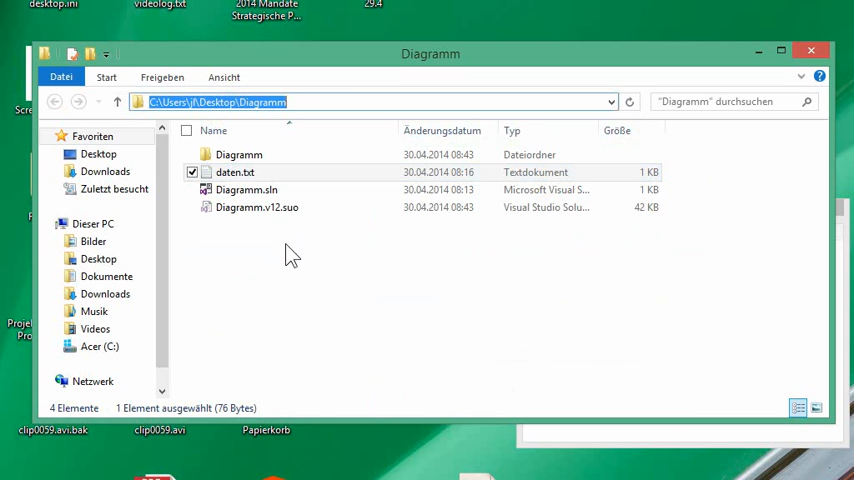 desktop.ini
videolog.txt
2014 Mandate
Strategische P...
29.4
Diagramm
Datei
Start
Freigeben
Ansicht
C:\Users\jl\Desktop\Diagramm
"Diagramm" durchsuchen
Favoriten
Desktop
Downloads
Zuletzt besucht
Dieser PC
Bilder
Desktop
Dokumente
Downloads
Musik
Videos
Acer (C:)
Netzwerk
Name Änderungsdatum Typ Größe
Diagramm 30.04.2014 08:43 Dateiordner
daten.txt 30.04.2014 08:16 Textdokument 1 KB
Diagramm.sln 30.04.2014 08:13 Microsoft Visual S... 1 KB
Diagramm.v12.suo 30.04.2014 08:43 Visual Studio Solu... 42 KB
4 Elemente 1 Element ausgewählt (76 Bytes)
clip0059.avi.bak
clip0059.avi
Papierkorb